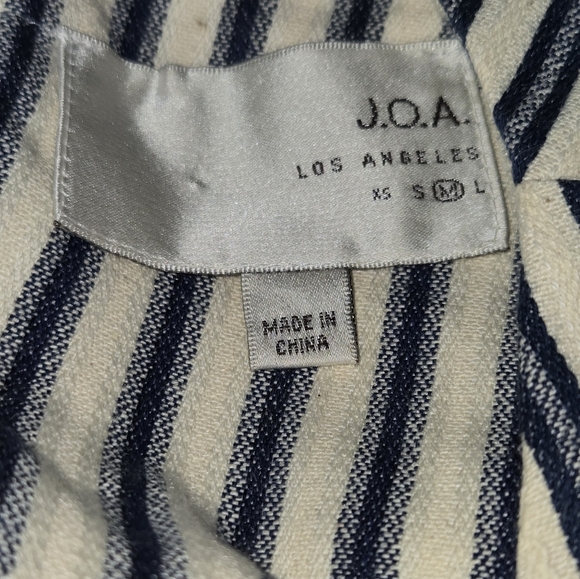 J.O.A.
LOS ANGELES
XS S M L
MADE IN
CHINA